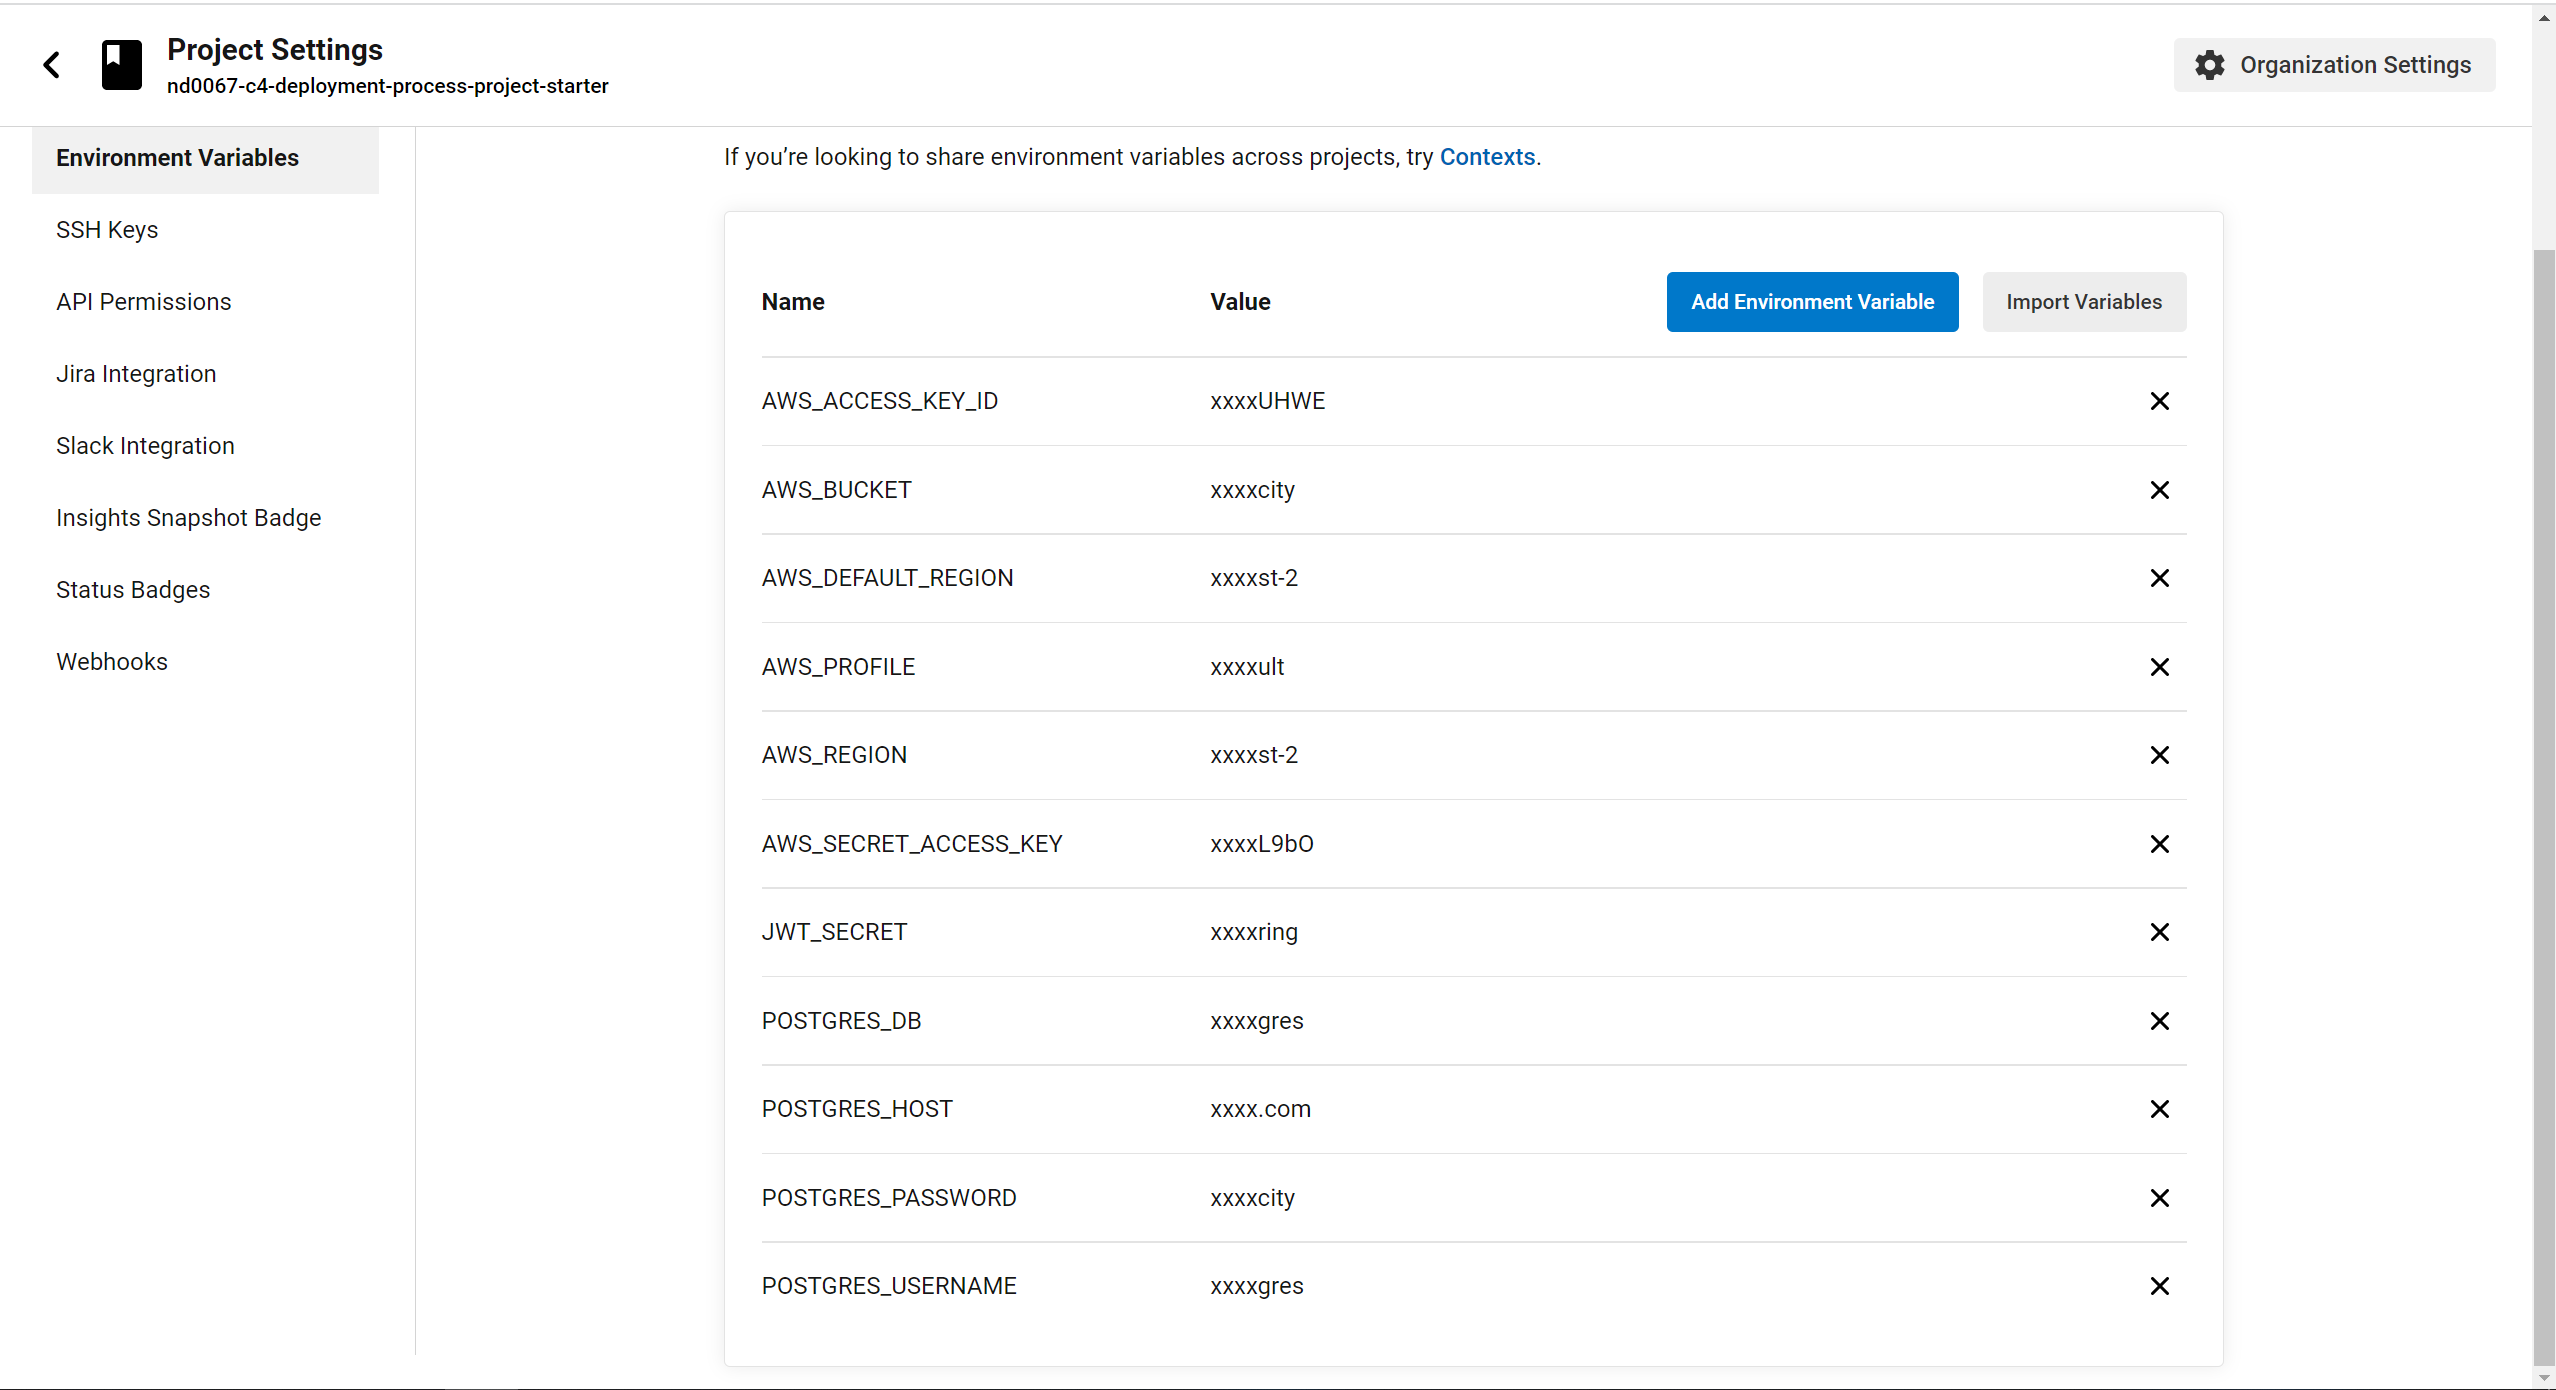 Project Settings
nd0067-c4-deployment-process-project-starter
Organization Settings
Environment Variables
SSH Keys
API Permissions
Jira Integration
Slack Integration
Insights Snapshot Badge
Status Badges
Webhooks
If you’re looking to share environment variables across projects, try Contexts.
Name Value Add Environment Variable Import Variables
AWS_ACCESS_KEY_ID xxxxUHWE
AWS_BUCKET xxxxcity
AWS_DEFAULT_REGION xxxxst-2
AWS_PROFILE xxxxult
AWS_REGION xxxxst-2
AWS_SECRET_ACCESS_KEY xxxxL9bO
JWT_SECRET xxxxring
POSTGRES_DB xxxxgres
POSTGRES_HOST xxxx.com
POSTGRES_PASSWORD xxxxcity
POSTGRES_USERNAME xxxxgres